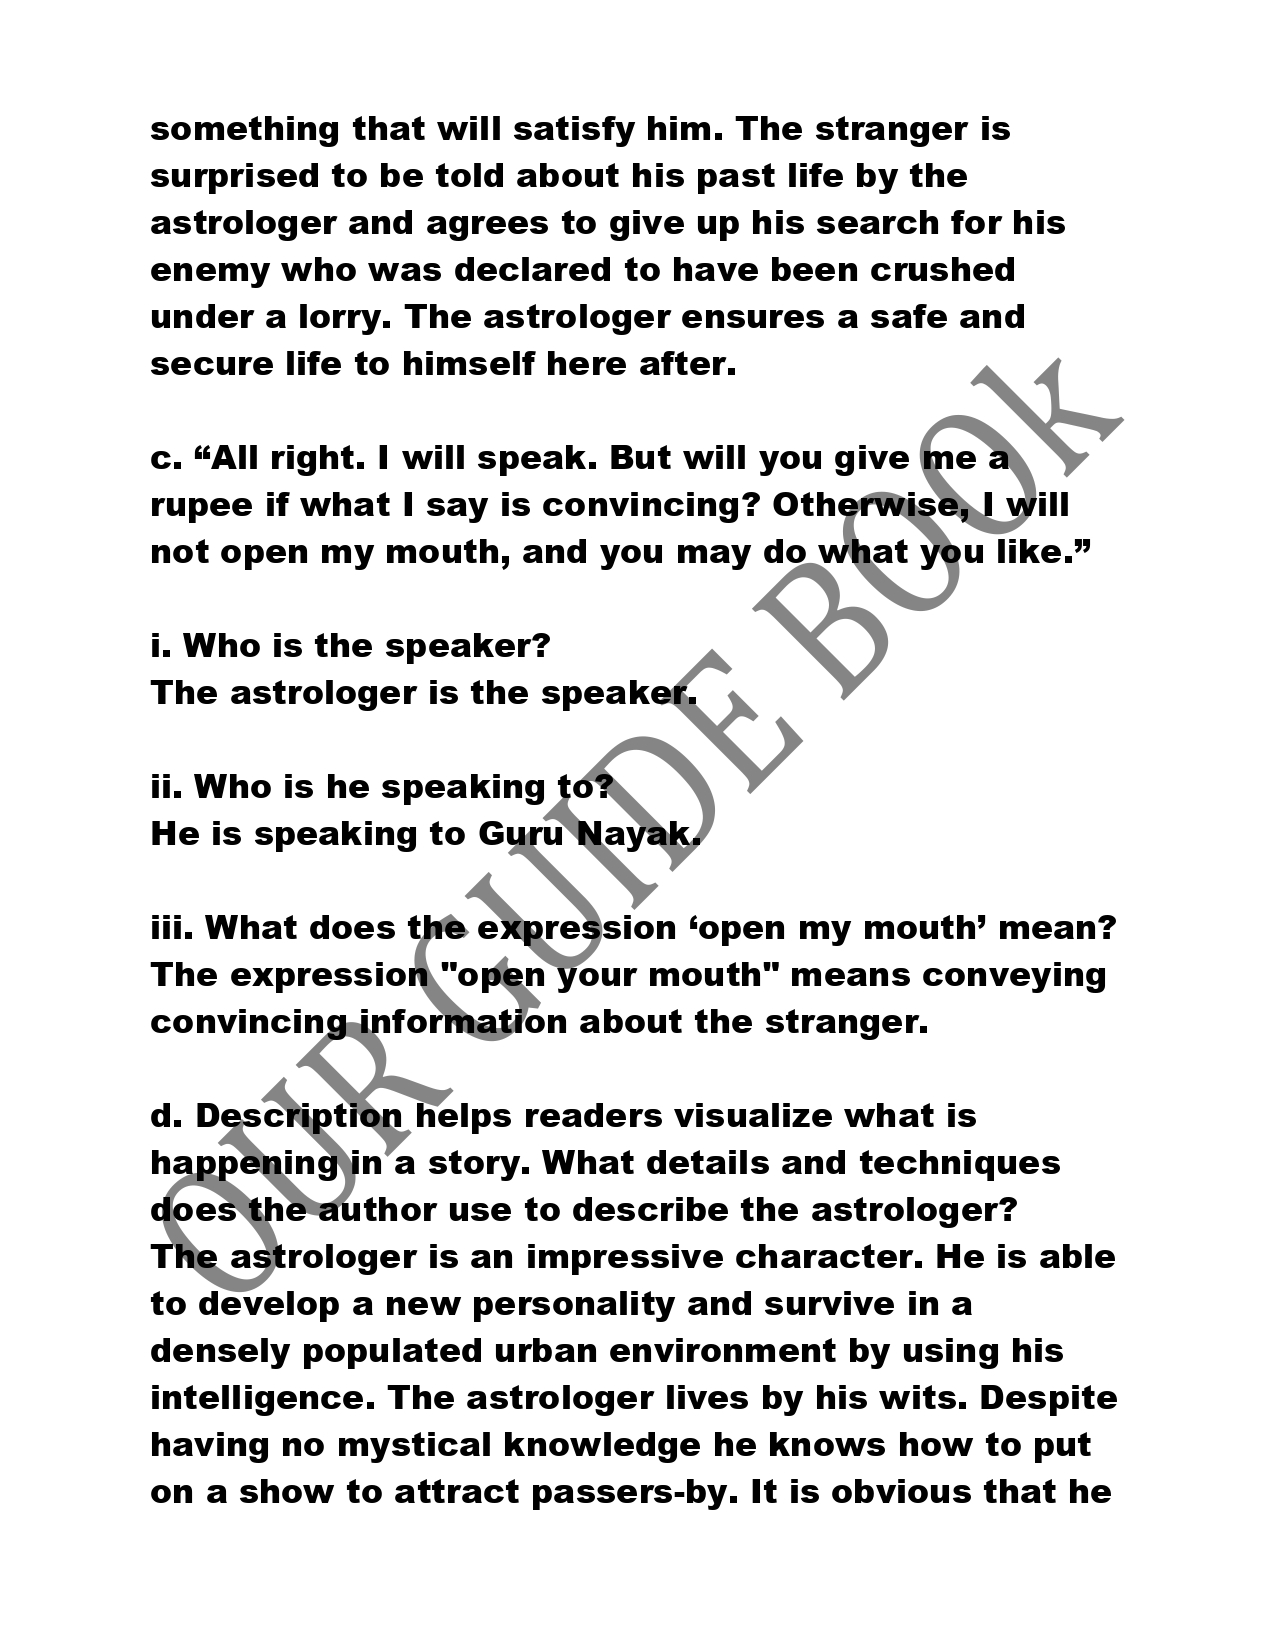 something that will satisfy him. The stranger is
surprised to be told about his past life by the
astrologer and agrees to give up his search for his
enemy who was declared to have been crushed
under a lorry. The astrologer ensures a safe and
secure life to himself here after.
c. “All right. I will speak. But will you give me a
rupee if what I say is convincing? Otherwise, I will
not open my mouth, and you may do what you like.”
i. Who is the speaker?
The astrologer is the speaker.
ii. Who is he speaking to?
He is speaking to Guru Nayak.
iii. What does the expression ‘open my mouth’ mean?
The expression "open your mouth" means conveying
convincing information about the stranger.
d. Description helps readers visualize what is
happening in a story. What details and techniques
does the author use to describe the astrologer?
The astrologer is an impressive character. He is able
to develop a new personality and survive in a
densely populated urban environment by using his
intelligence. The astrologer lives by his wits. Despite
having no mystical knowledge he knows how to put
on a show to attract passers-by. It is obvious that he
OUR GUIDE BOOk